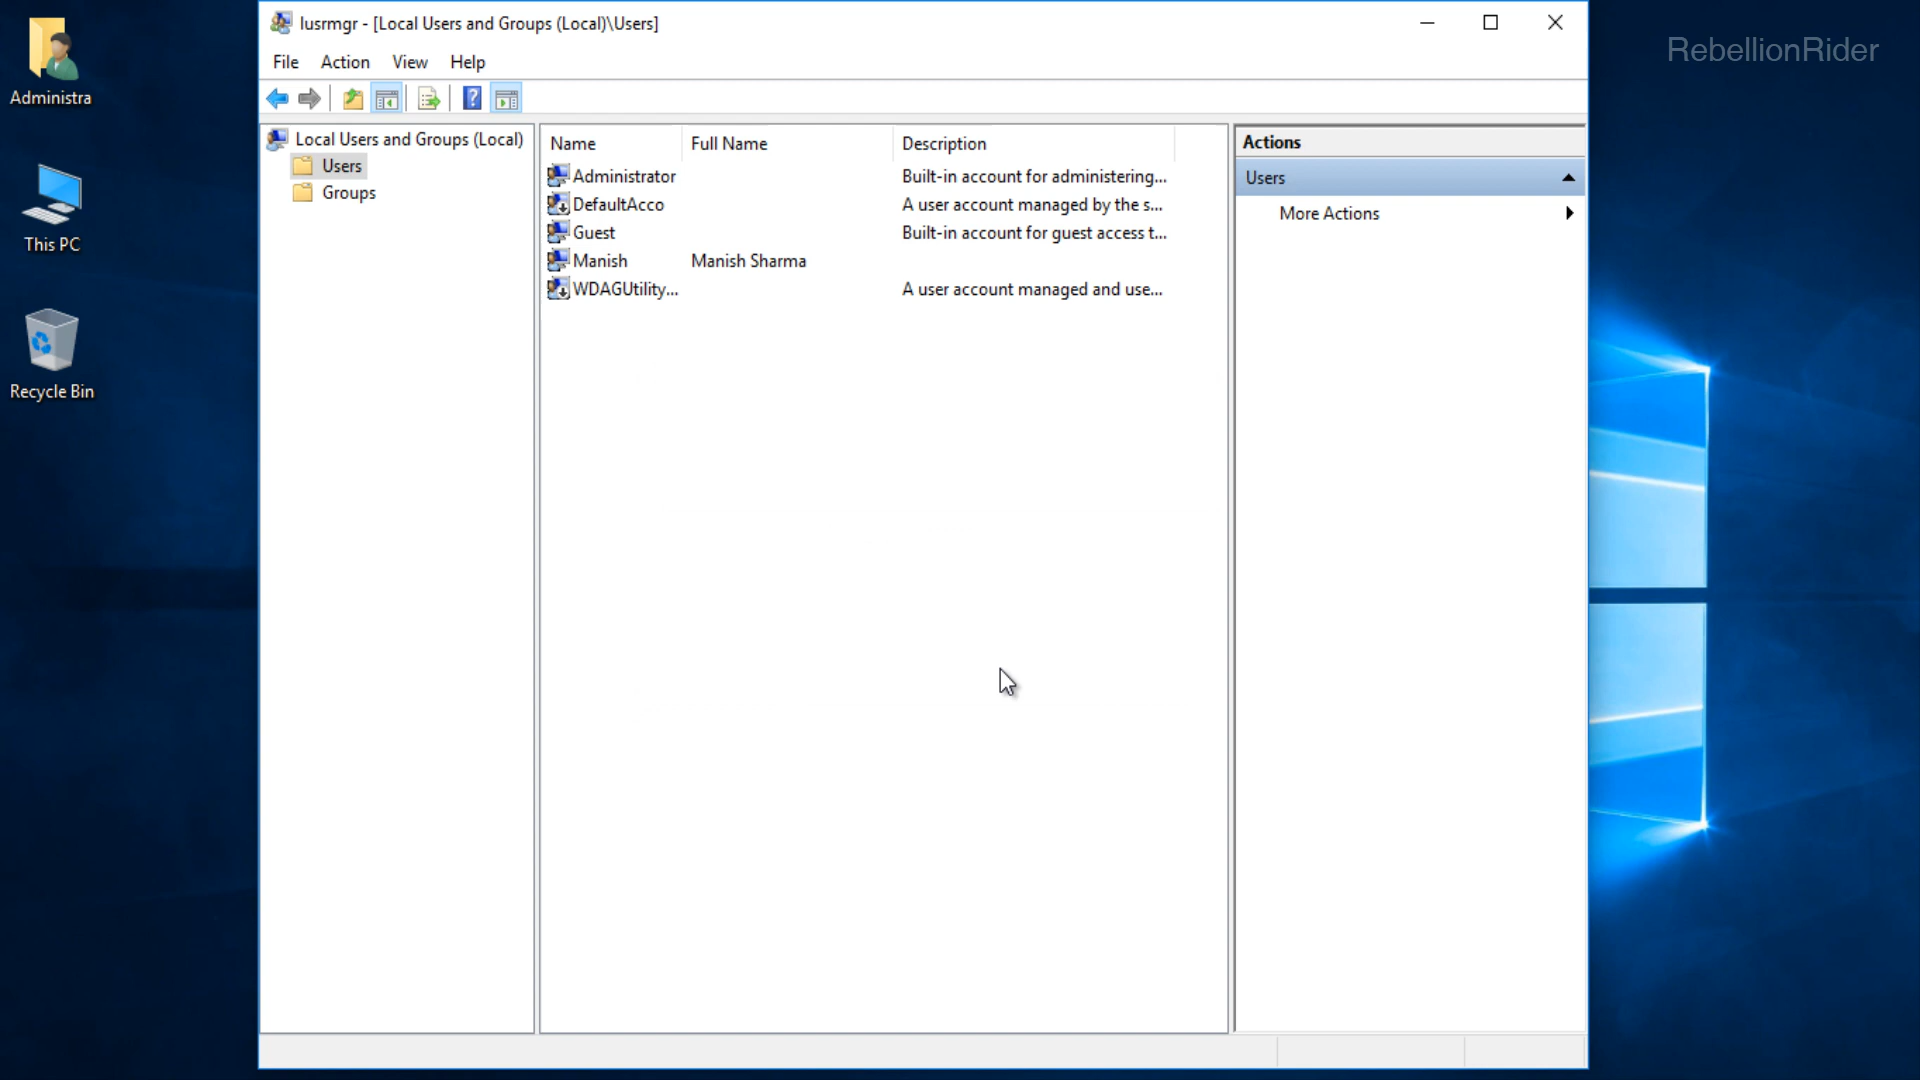 lusrmgr - [Local Users and Groups (Local)\Users]
RebellionRider
File Action View Help
Administra
Local Users and Groups (Local)
Users
Groups
Name Full Name Description
Administrator Built-in account for administering...
DefaultAcco A user account managed by the s...
Guest Built-in account for guest access t...
Manish Manish Sharma
WDAGUtility... A user account managed and use...
Actions
Users
More Actions
This PC
Recycle Bin